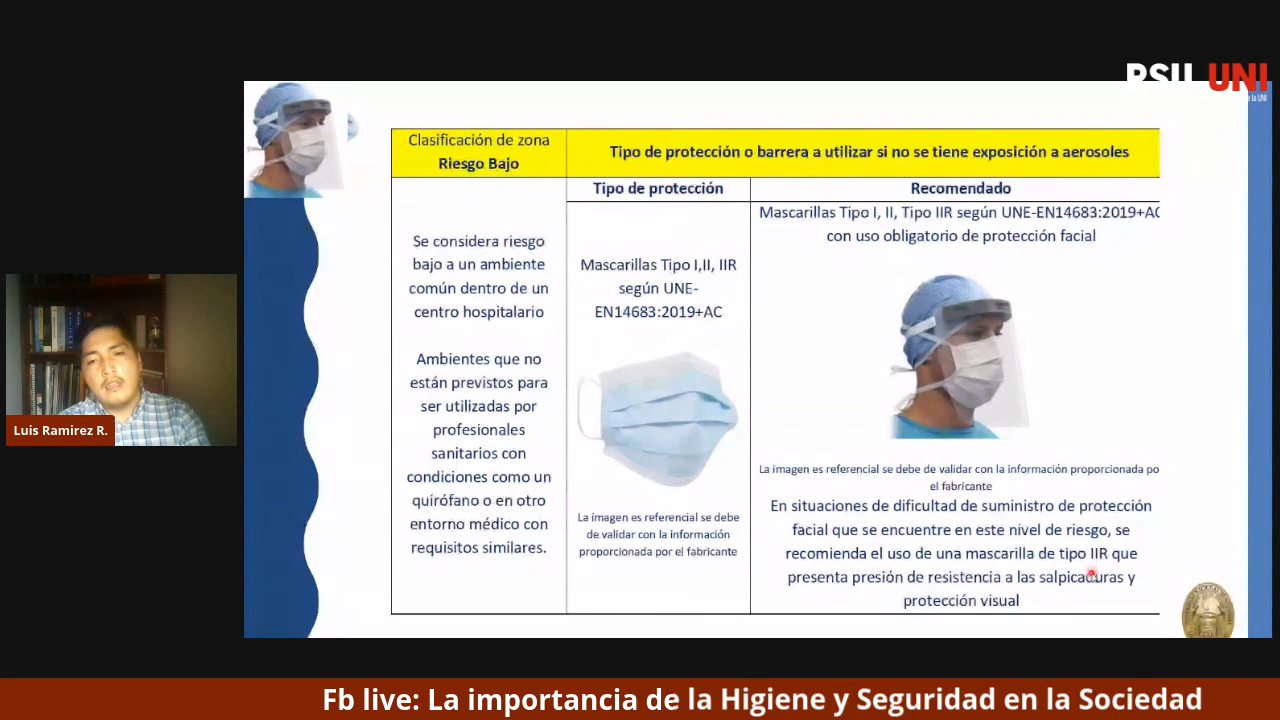 RSU UNI
de la UNI
Clasificación de zona
Riesgo Bajo
Tipo de protección o barrera a utilizar si no se tiene exposición a aerosoles
Tipo de protección
Recomendado
Se considera riesgo
bajo a un ambiente
común dentro de un
centro hospitalario
Ambientes que no
están previstos para
ser utilizadas por
profesionales
sanitarios con
condiciones como un
quirófano o en otro
entorno médico con
requisitos similares.
Mascarillas Tipo I,II, IIR
según UNE-
EN14683:2019+AC
La imagen es referencial se debe
de validar con la información
proporcionada por el fabricante
Mascarillas Tipo I, II, Tipo IIR según UNE-EN14683:2019+AC
con uso obligatorio de protección facial
La imagen es referencial se debe de validar con la información proporcionada po
el fabricante
En situaciones de dificultad de suministro de protección
facial que se encuentre en este nivel de riesgo, se
recomienda el uso de una mascarilla de tipo IIR que
presenta presión de resistencia a las salpicaduras y
protección visual
Luis Ramirez R.
Fb live: La importancia de la Higiene y Seguridad en la Sociedad